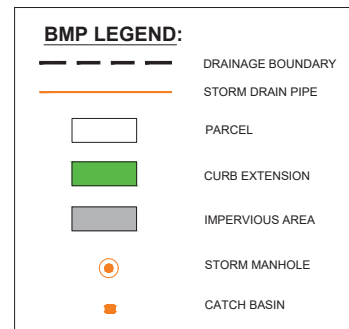 BMP LEGEND:
DRAINAGE BOUNDARY
STORM DRAIN PIPE
PARCEL
CURB EXTENSION
IMPERVIOUS AREA
STORM MANHOLE
CATCH BASIN